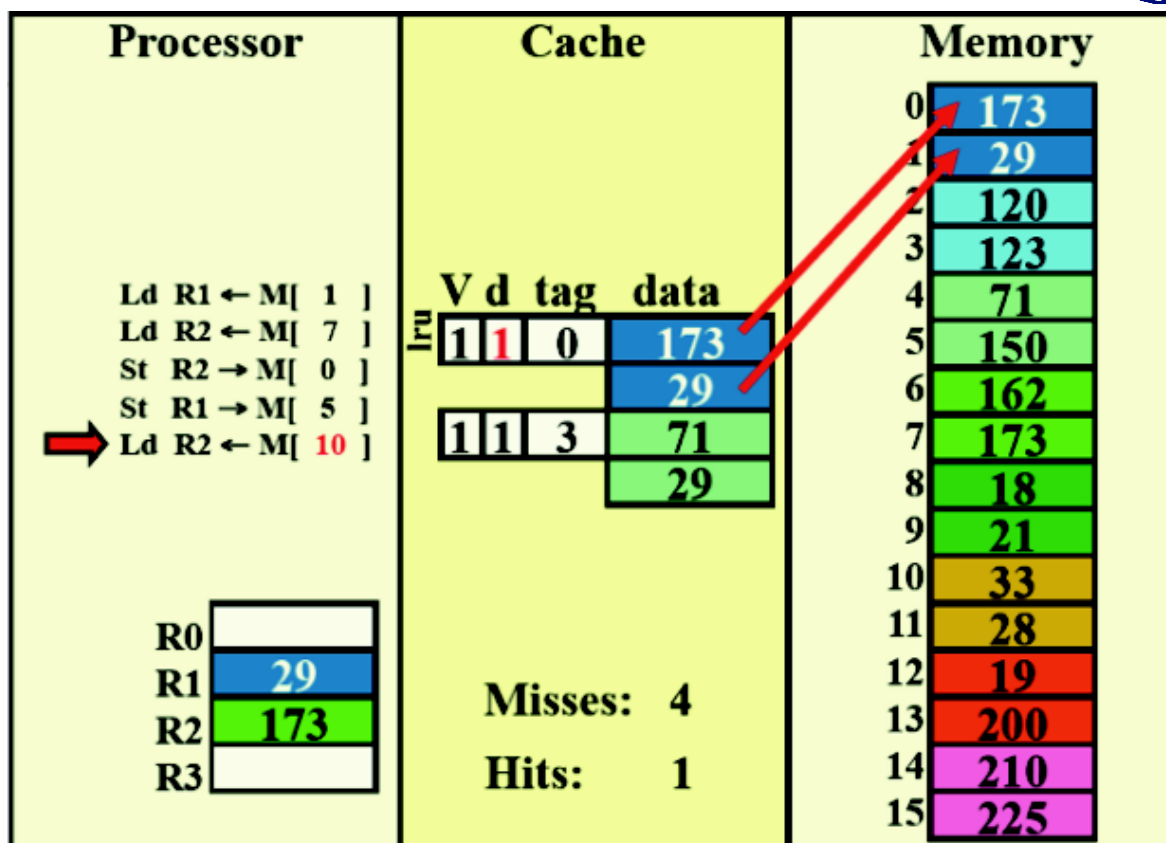 Processor
Ld R1 ← M[ 1 ]
Ld R2 ← M[ 7 ]
St R2 → M[ 0 ]
St R1 → M[ 5 ]
Ld R2 ← M[ 10 ]
R0
R1 29
R2 173
R3
Cache
V d tag data
lru
1 1 0 173
29
1 1 3 71
29
Misses: 4
Hits: 1
Memory
0 173
1 29
2 120
3 123
4 71
5 150
6 162
7 173
8 18
9 21
10 33
11 28
12 19
13 200
14 210
15 225